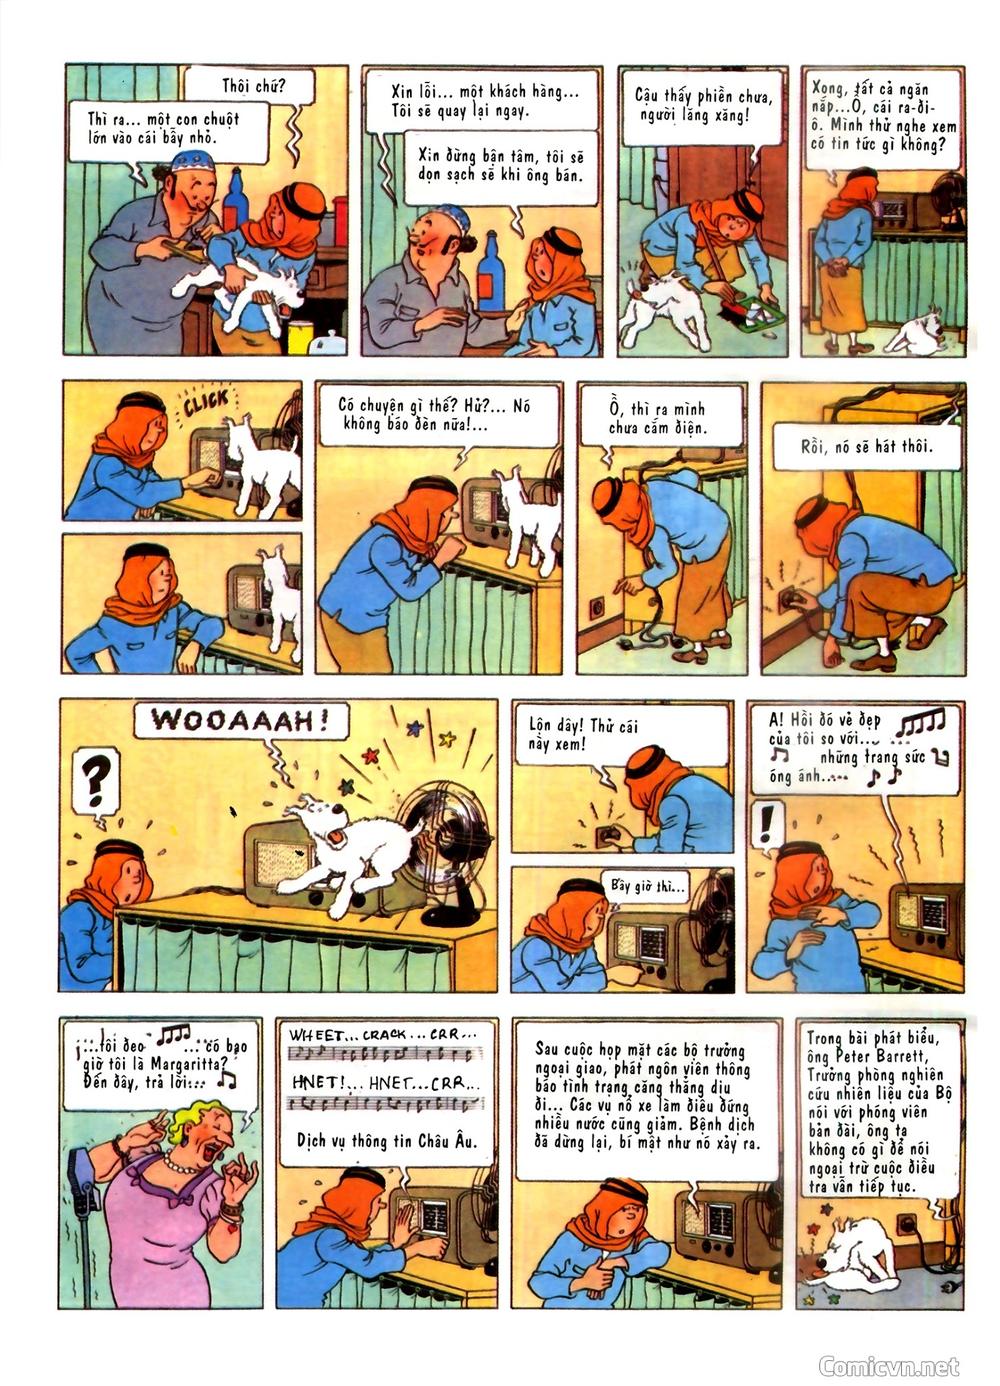 Thôi chứ?
Thì ra... một con chuột
lớn vào cái bẫy nhỏ.
Xin lỗi... một khách hàng...
Tôi sẽ quay lại ngay.
Xin đừng bận tâm, tôi sẽ
dọn sạch sẽ khi ông bán.
Cậu thấy phiền chưa,
người lăng xăng!
Xong, tất cả ngăn
nắp...Ồ, cái ra-đi-
ô. Mình thử nghe xem
có tin tức gì không?
CLICK
Có chuyện gì thế? Hử?... Nó
không báo đèn nữa!...
Ồ, thì ra mình
chưa cắm điện.
Rồi, nó sẽ hát thôi.
WOOAAAH!
?
Lộn dây! Thử cái
này xem!
Bây giờ thì...
A! Hồi đó vẻ đẹp
của tôi so với...
những trang sức
óng ánh...
!
...tôi đeo ...có bao
giờ tôi là Margaritta?
Đến đây, trả lời...
WHEET... CRACK... CRR...
HNET!... HNET...CRR...
Dịch vụ thông tin Châu Âu.
Sau cuộc họp mặt các bộ trưởng
ngoại giao, phát ngôn viên thông
báo tình trạng căng thẳng dịu
đi... Các vụ nổ xe làm điêu đứng
nhiều nước cũng giảm. Bệnh dịch
đã dừng lại, bí mật như nó xảy ra.
Trong bài phát biểu,
ông Peter Barrett,
Trưởng phòng nghiên
cứu nhiên liệu của Bộ
nói với phóng viên
bản đài, ông ta
không có gì để nói
ngoại trừ cuộc điều
tra vẫn tiếp tục.
Comicvn.net